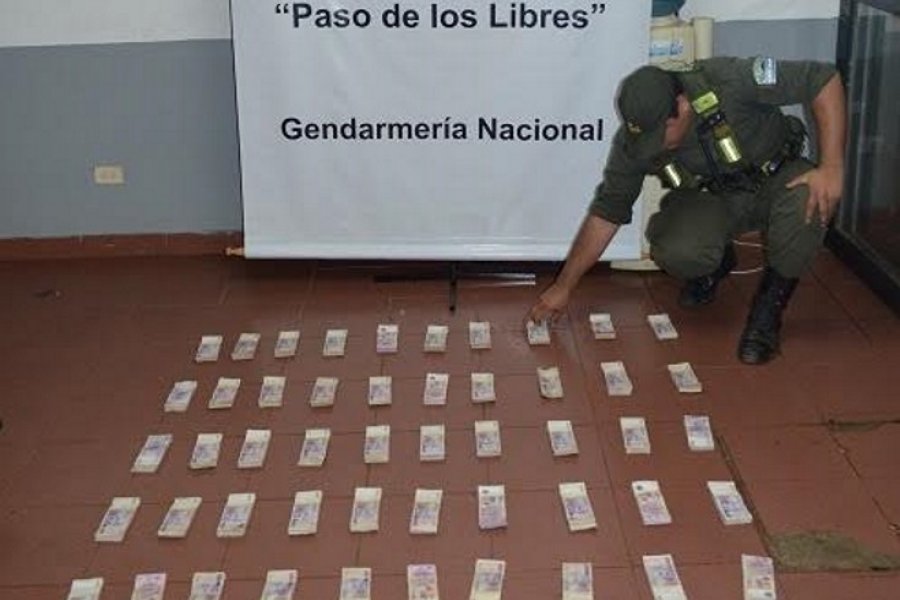 “Paso de los Libres”
Gendarmería Nacional